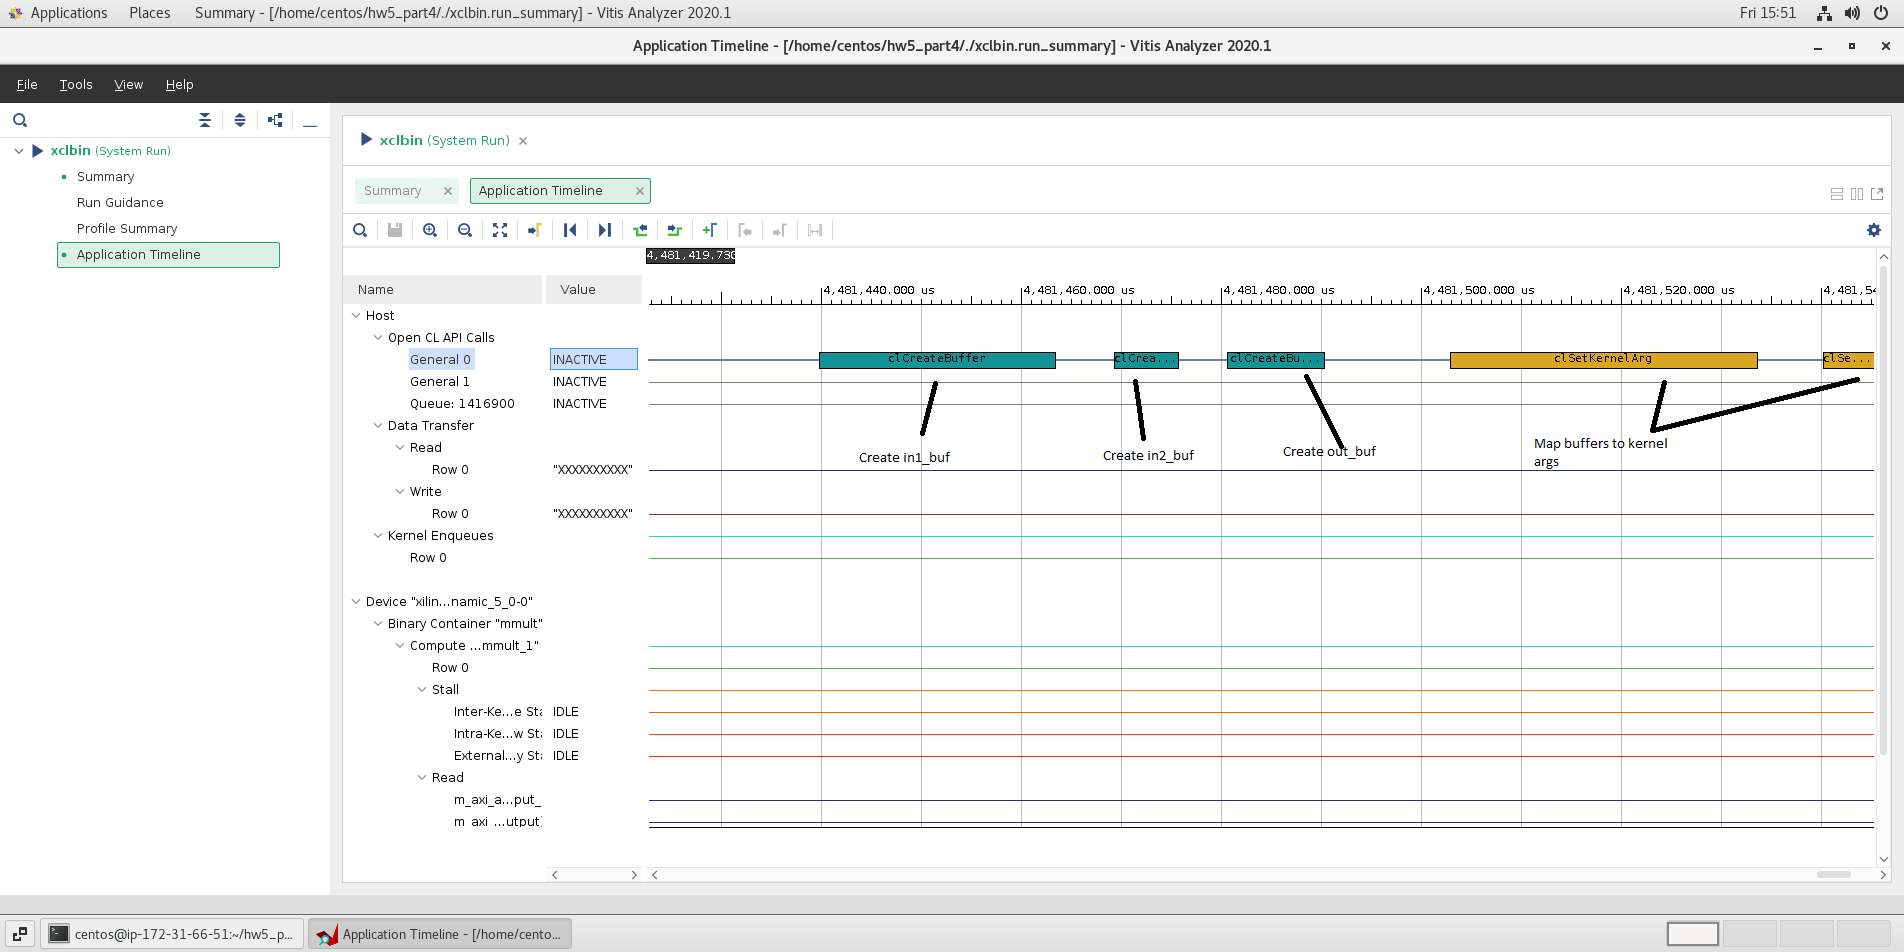 Applications Places Summary - [/home/centos/hw5_part4/./xclbin.run_summary] - Vitis Analyzer 2020.1 Fri 15:51
Application Timeline - [/home/centos/hw5_part4/./xclbin.run_summary] - Vitis Analyzer 2020.1
File Tools View Help
xclbin (System Run)
Summary
Run Guidance
Profile Summary
Application Timeline
xclbin (System Run)
Summary Application Timeline
4,481,419.730
4,481,440.000 us 4,481,460.000 us 4,481,480.000 us 4,481,500.000 us 4,481,520.000 us 4,481,54
Name Value
Host
Open CL API Calls
General 0 INACTIVE clCreateBuffer clCrea... clCreateBu... clSetKernelArg clSe...
General 1 INACTIVE
Queue: 1416900 INACTIVE
Data Transfer
Read
Row 0 "XXXXXXXXXX"
Write
Row 0 "XXXXXXXXXX"
Kernel Enqueues
Row 0
Create in1_buf
Create in2_buf
Create out_buf
Map buffers to kernel
args
Device "xilin...namic_5_0-0"
Binary Container "mmult"
Compute ...mmult_1"
Row 0
Stall
Inter-Ke...e Sta IDLE
Intra-Ke...w Sta IDLE
External...y Sta IDLE
Read
m_axi_a...put_
m_axi_...utput)
centos@ip-172-31-66-51:~/hw5_p... Application Timeline - [/home/cento...